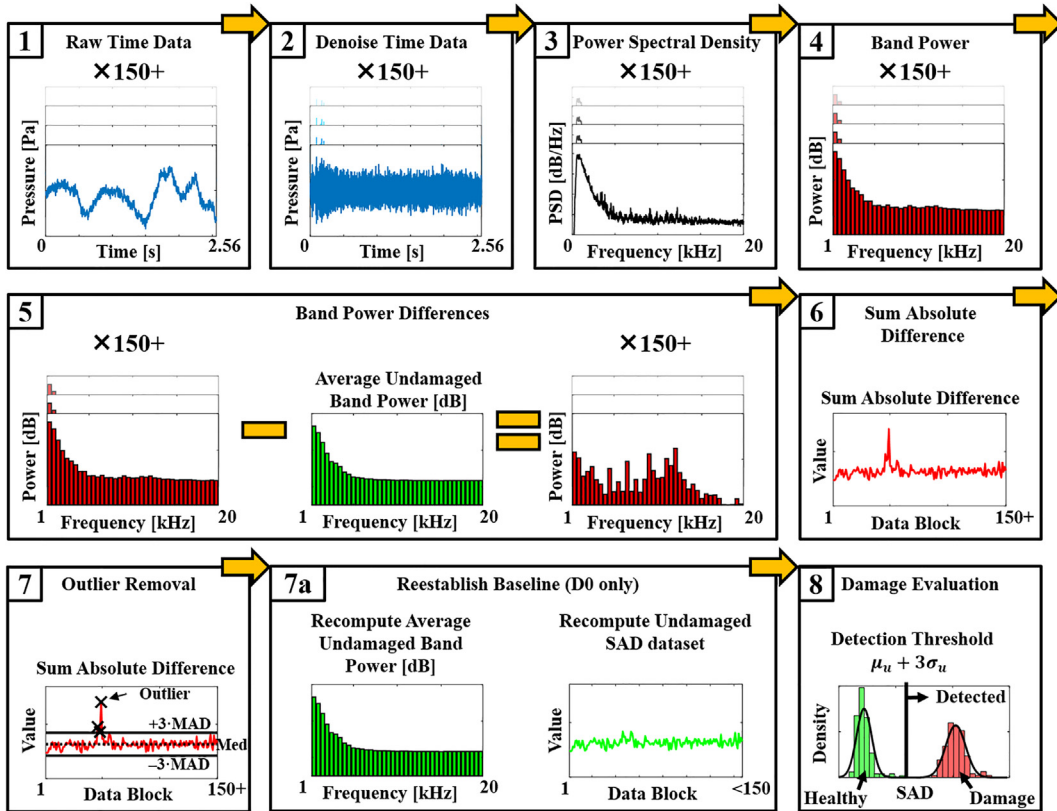 1
Raw Time Data
×150+
Pressure [Pa]
0
2.56
Time [s]
2
Denoise Time Data
×150+
Pressure [Pa]
0
2.56
Time [s]
3
Power Spectral Density
×150+
PSD [dB/Hz]
0
20
Frequency [kHz]
4
Band Power
×150+
Power [dB]
1
20
Frequency [kHz]
5
Band Power Differences
×150+
Power [dB]
1
20
Frequency [kHz]
Average Undamaged
Band Power [dB]
1
20
Frequency [kHz]
×150+
Power [dB]
1
20
Frequency [kHz]
6
Sum Absolute
Difference
Sum Absolute Difference
Value
1
150+
Data Block
7
Outlier Removal
Sum Absolute Difference
Outlier
+3·MAD
Med
−3·MAD
Value
1
150+
Data Block
7a
Reestablish Baseline (D0 only)
Recompute Average
Undamaged Band
Power [dB]
1
20
Frequency [kHz]
Recompute Undamaged
SAD dataset
1
<150
Data Block
8
Damage Evaluation
Detection Threshold
μᵤ + 3σᵤ
Detected
Density
Healthy
SAD
Damage